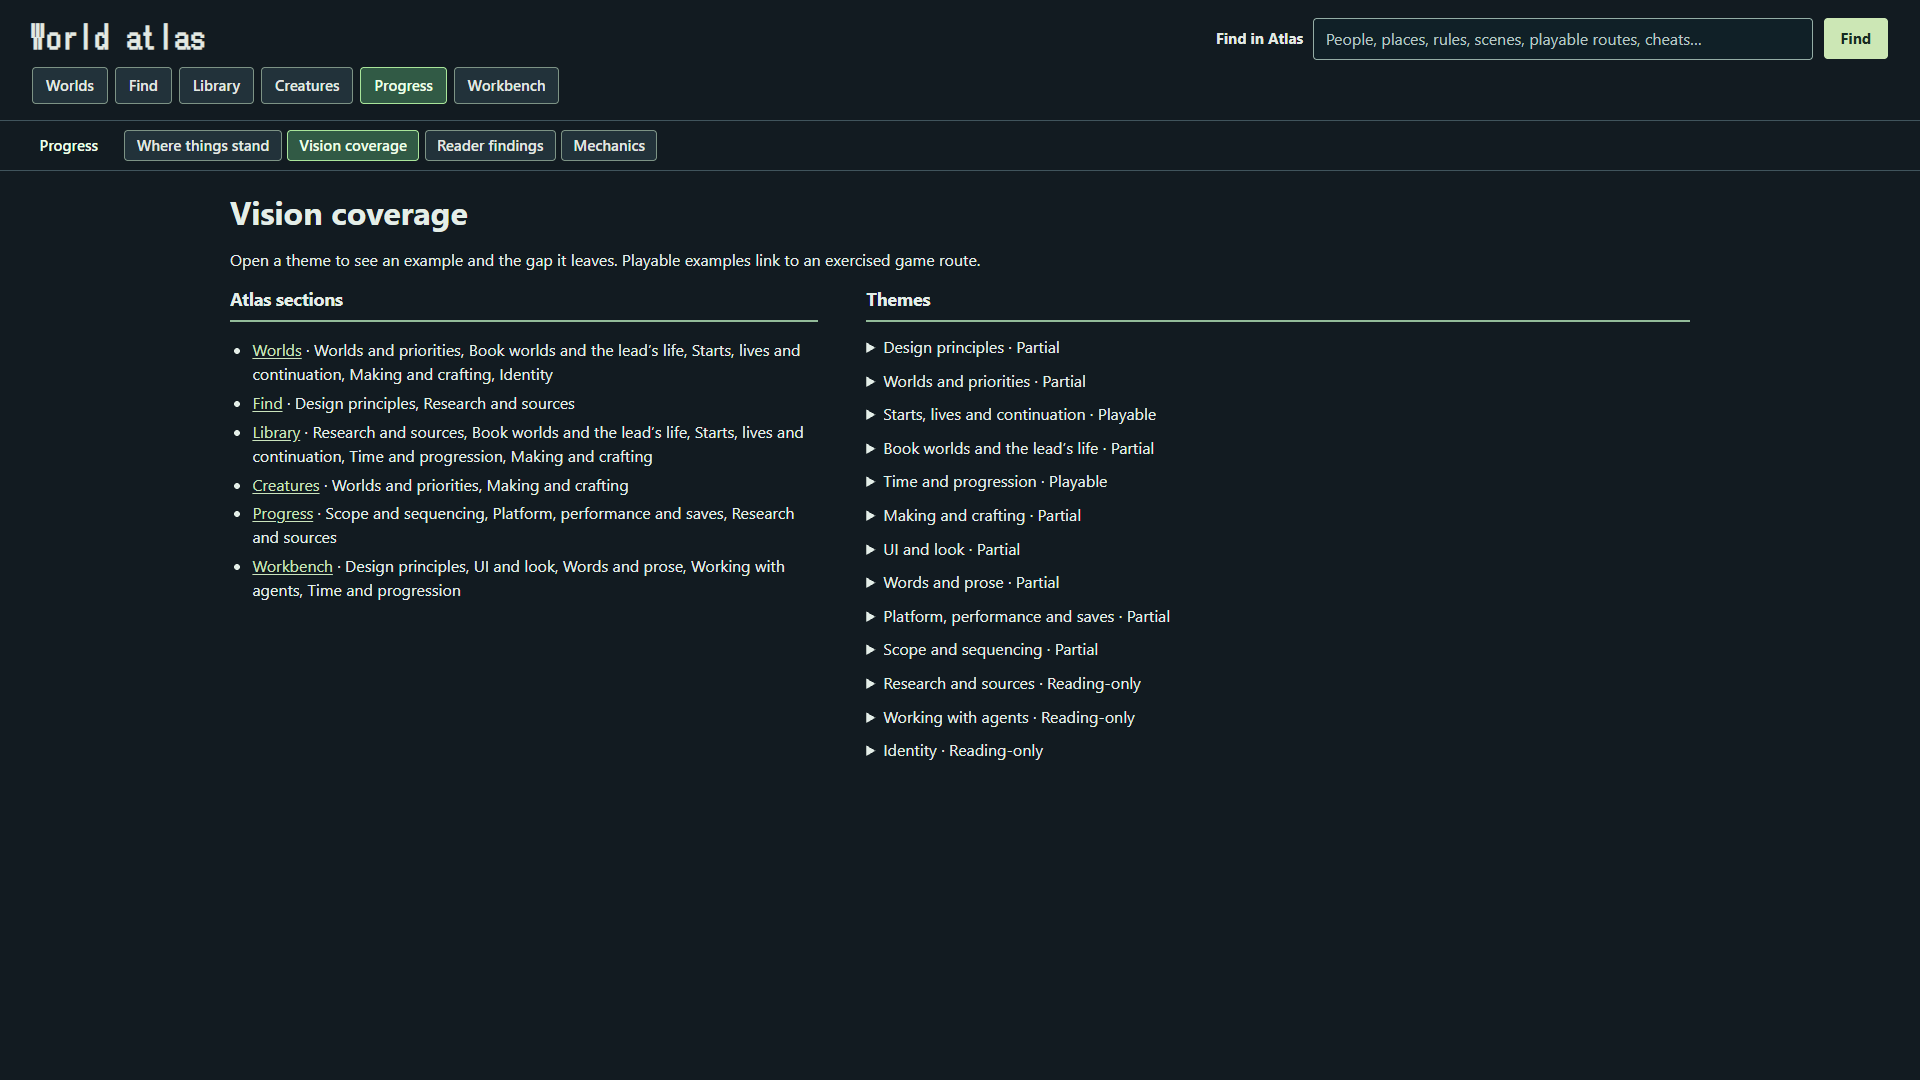 World atlas
Find in Atlas
People, places, rules, scenes, playable routes, cheats...
Find
Worlds
Find
Library
Creatures
Progress
Workbench
Progress
Where things stand
Vision coverage
Reader findings
Mechanics
Vision coverage
Open a theme to see an example and the gap it leaves. Playable examples link to an exercised game route.
Atlas sections
Worlds · Worlds and priorities, Book worlds and the lead’s life, Starts, lives and
continuation, Making and crafting, Identity
Find · Design principles, Research and sources
Library · Research and sources, Book worlds and the lead’s life, Starts, lives and
continuation, Time and progression, Making and crafting
Creatures · Worlds and priorities, Making and crafting
Progress · Scope and sequencing, Platform, performance and saves, Research
and sources
Workbench · Design principles, UI and look, Words and prose, Working with
agents, Time and progression
Themes
Design principles · Partial
Worlds and priorities · Partial
Starts, lives and continuation · Playable
Book worlds and the lead’s life · Partial
Time and progression · Playable
Making and crafting · Partial
UI and look · Partial
Words and prose · Partial
Platform, performance and saves · Partial
Scope and sequencing · Partial
Research and sources · Reading-only
Working with agents · Reading-only
Identity · Reading-only